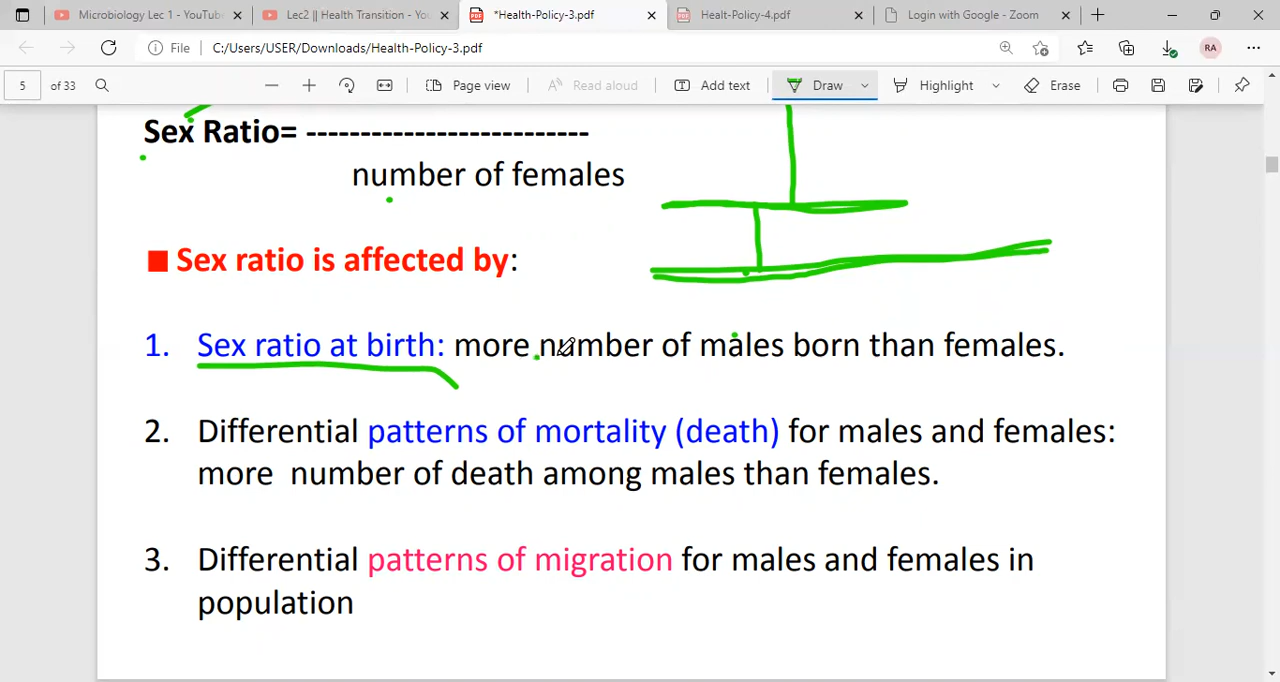 Microbiology Lec 1 - YouTube
Lec2 || Health Transition - Yo
*Health-Policy-3.pdf
Healt-Policy-4.pdf
Login with Google - Zoom
File
C:/Users/USER/Downloads/Health-Policy-3.pdf
RA
5 of 33
Page view
Read aloud
Add text
Draw
Highlight
Erase
Sex Ratio= --------------------------
number of females
Sex ratio is affected by:
1. Sex ratio at birth: more number of males born than females.
2. Differential patterns of mortality (death) for males and females:
more number of death among males than females.
3. Differential patterns of migration for males and females in
population